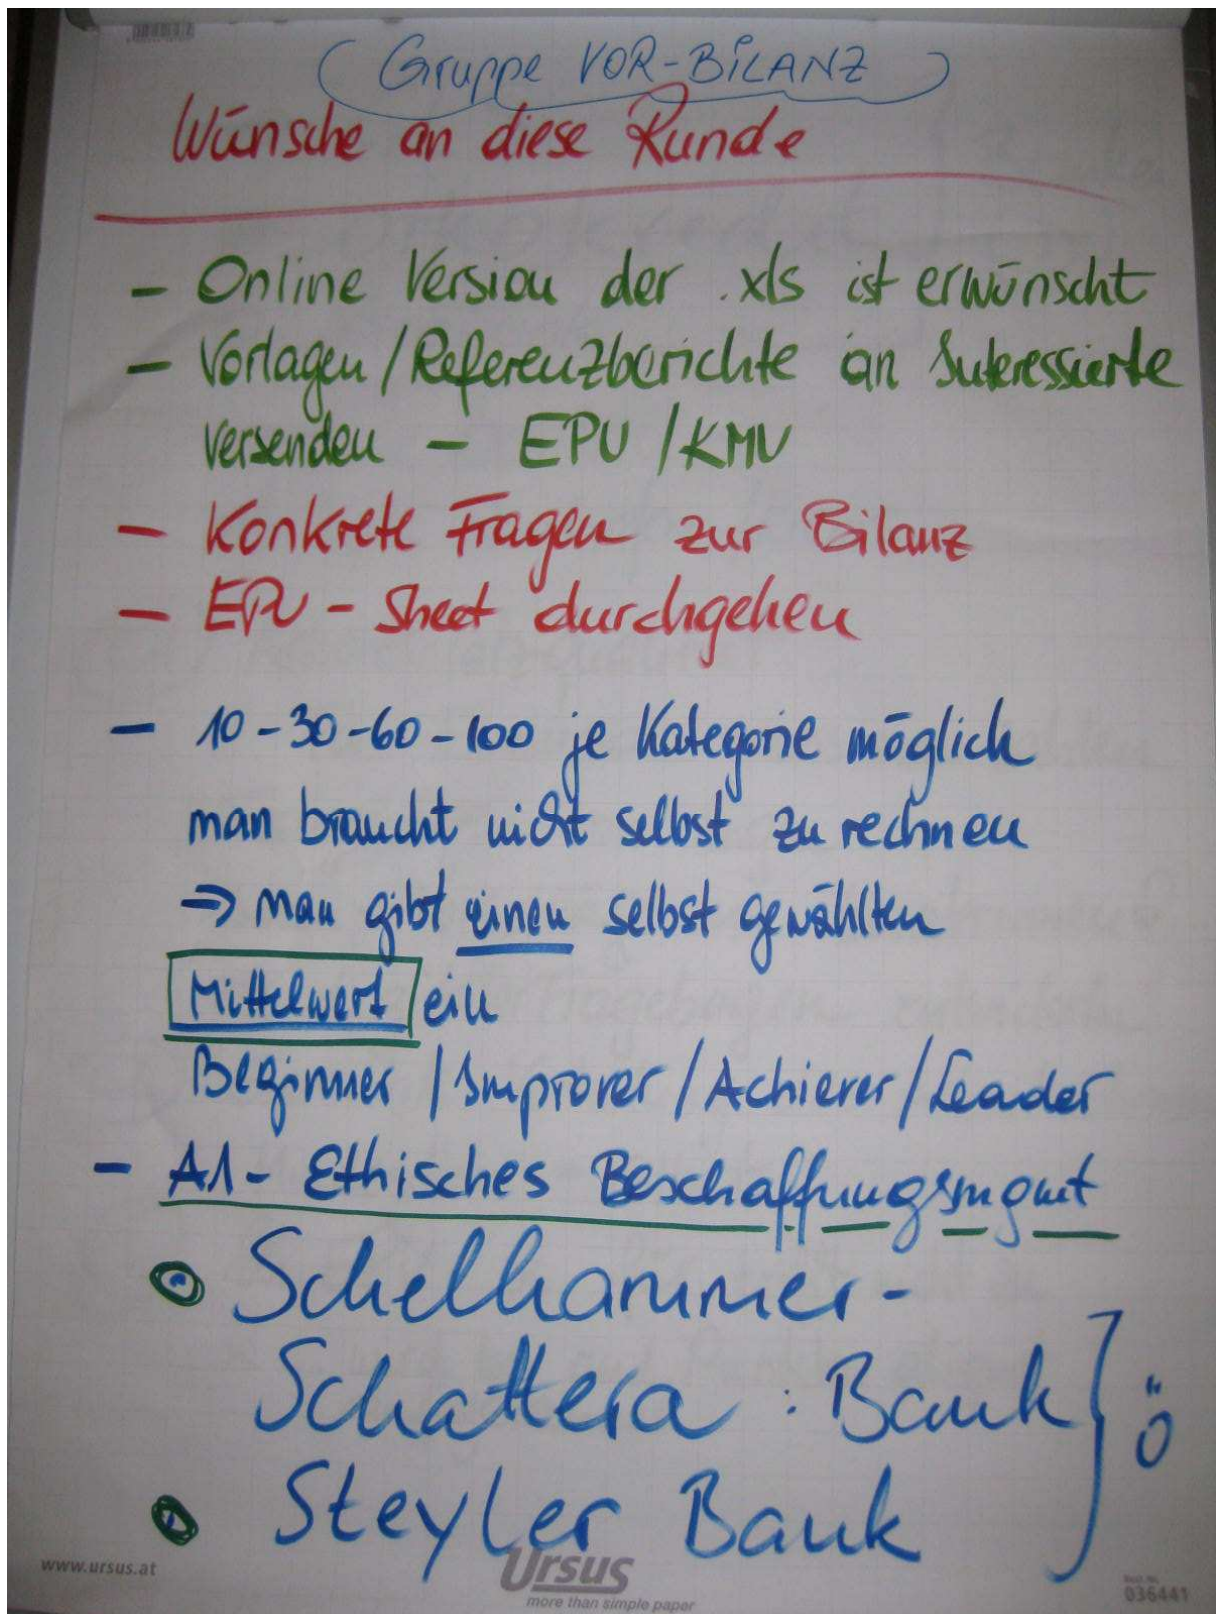 Gruppe VOR-BILANZ
Wünsche an diese Runde
- Online Version der .xls ist erwünscht
- Vorlagen/Referenzberichte an Interessierte
versenden - EPU/KMU
- Konkrete Fragen zur Bilanz
- EPU - Sheet durchgehen
- 10-30-60-100 je Kategorie möglich
man braucht nicht selbst zu rechnen
⇒ man gibt einen selbst gewählten
Mittelwert ein
Beginner / Improver / Achierer / Leader
- A1 - Ethisches Beschaffungsmgmt
Schelhammer-
Schattera : Bank
Ö
Steyler Bank
www.ursus.at
Ursus
more than simple paper
036441